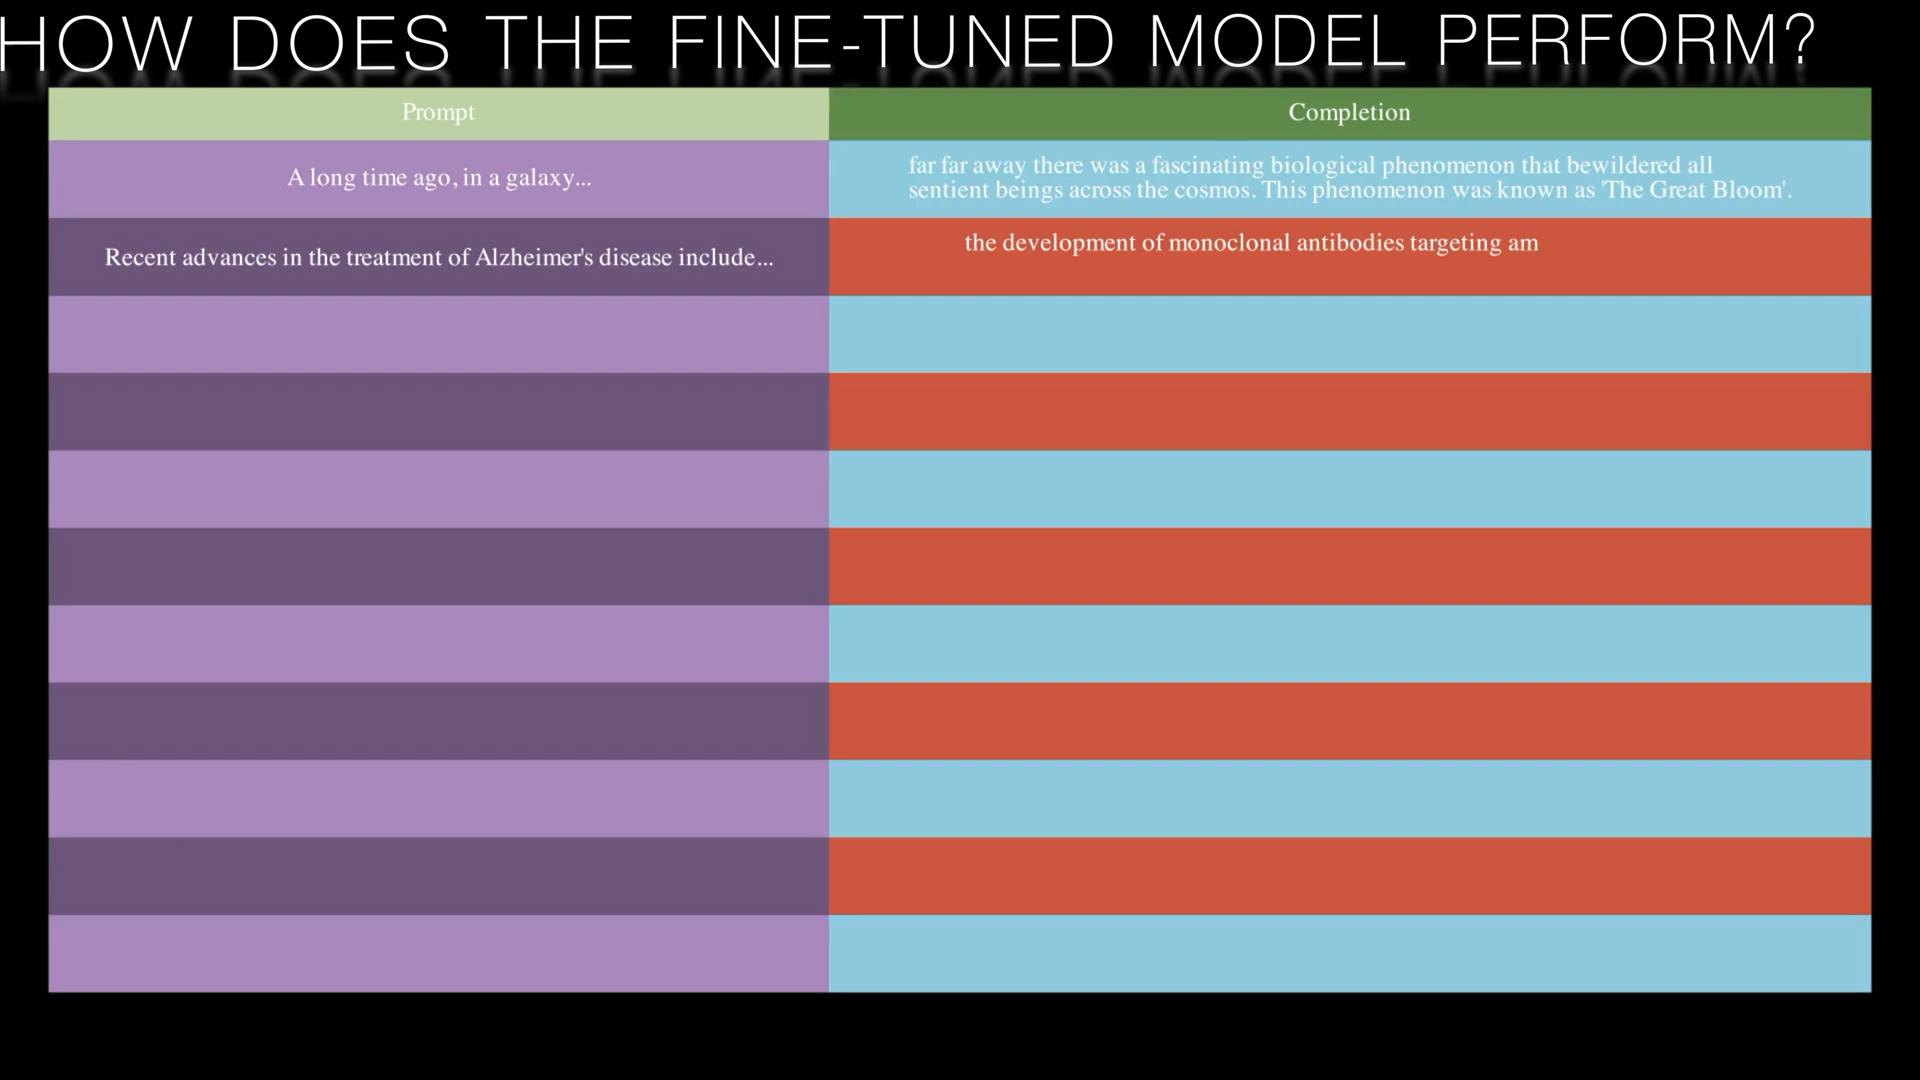 HOW DOES THE FINE-TUNED MODEL PERFORM?
Prompt
Completion
A long time ago, in a galaxy...
far far away there was a fascinating biological phenomenon that bewildered all
sentient beings across the cosmos. This phenomenon was known as 'The Great Bloom'.
Recent advances in the treatment of Alzheimer's disease include...
the development of monoclonal antibodies targeting am